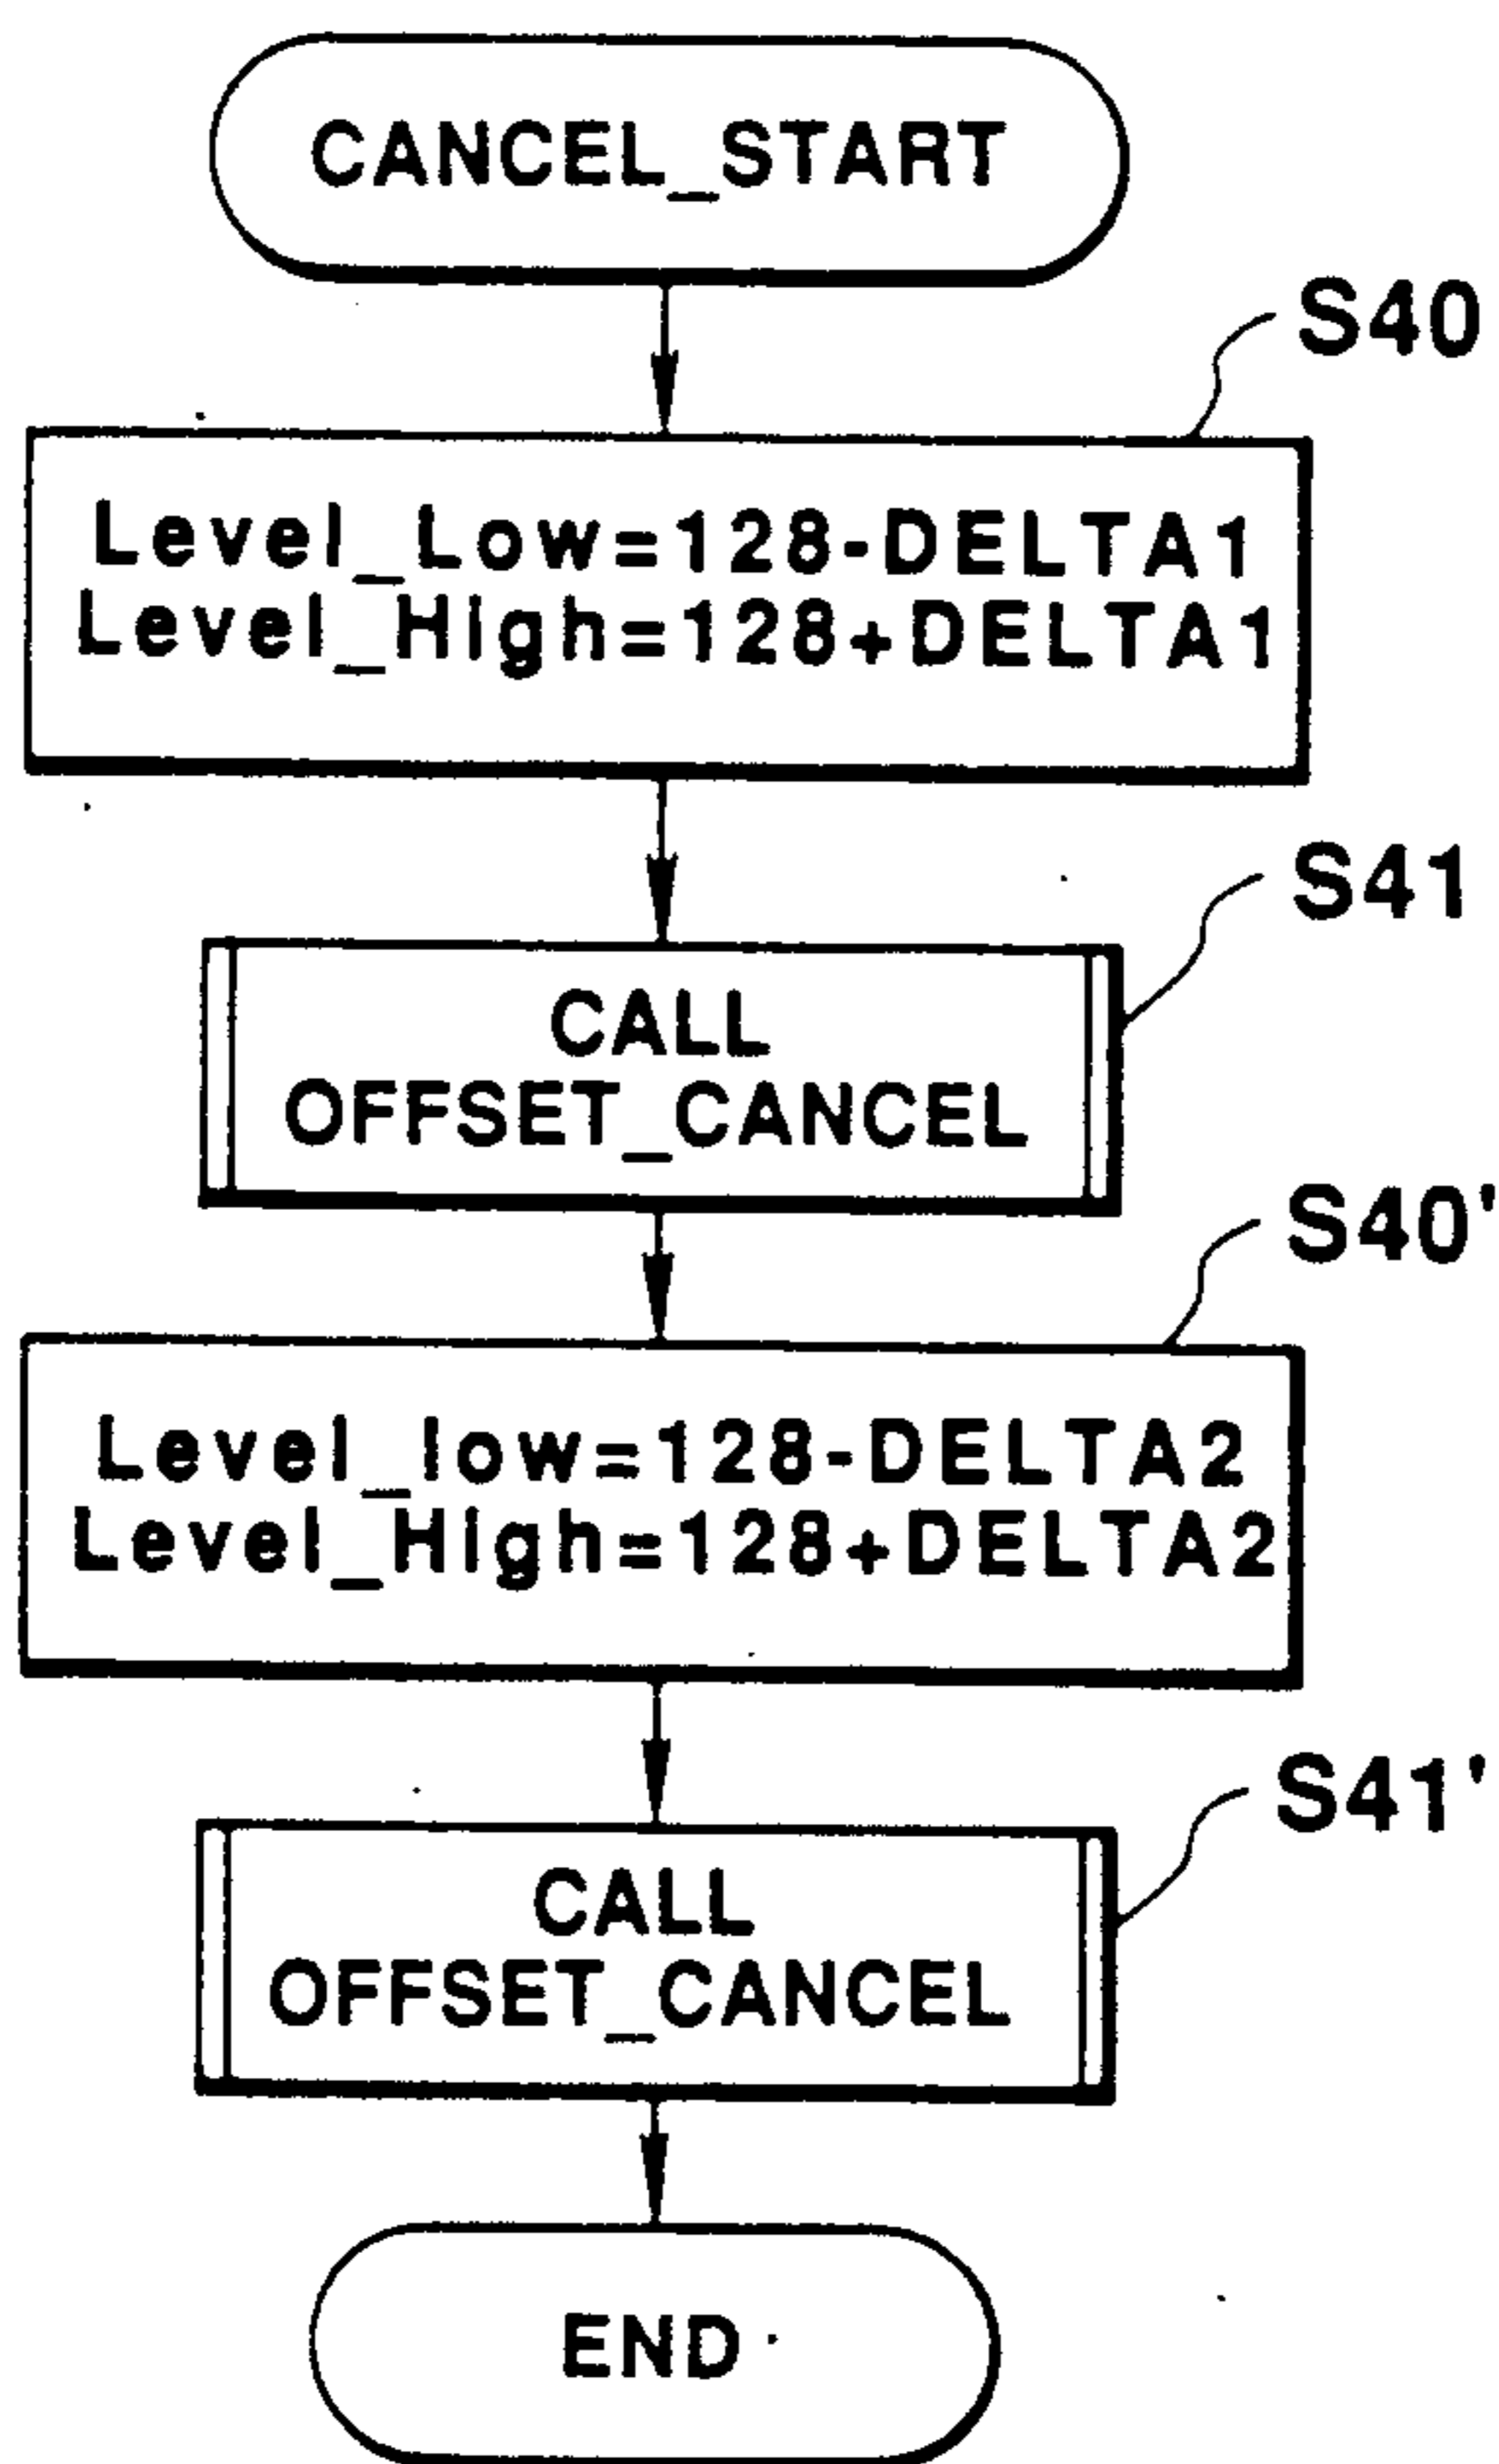 CANCEL_START
S40
Level_Low=128-DELTA1
Level_High=128+DELTA1
S41
CALL
OFFSET_CANCEL
S40'
Level_low=128-DELTA2
Level_High=128+DELTA2
S41'
CALL
OFFSET_CANCEL
END